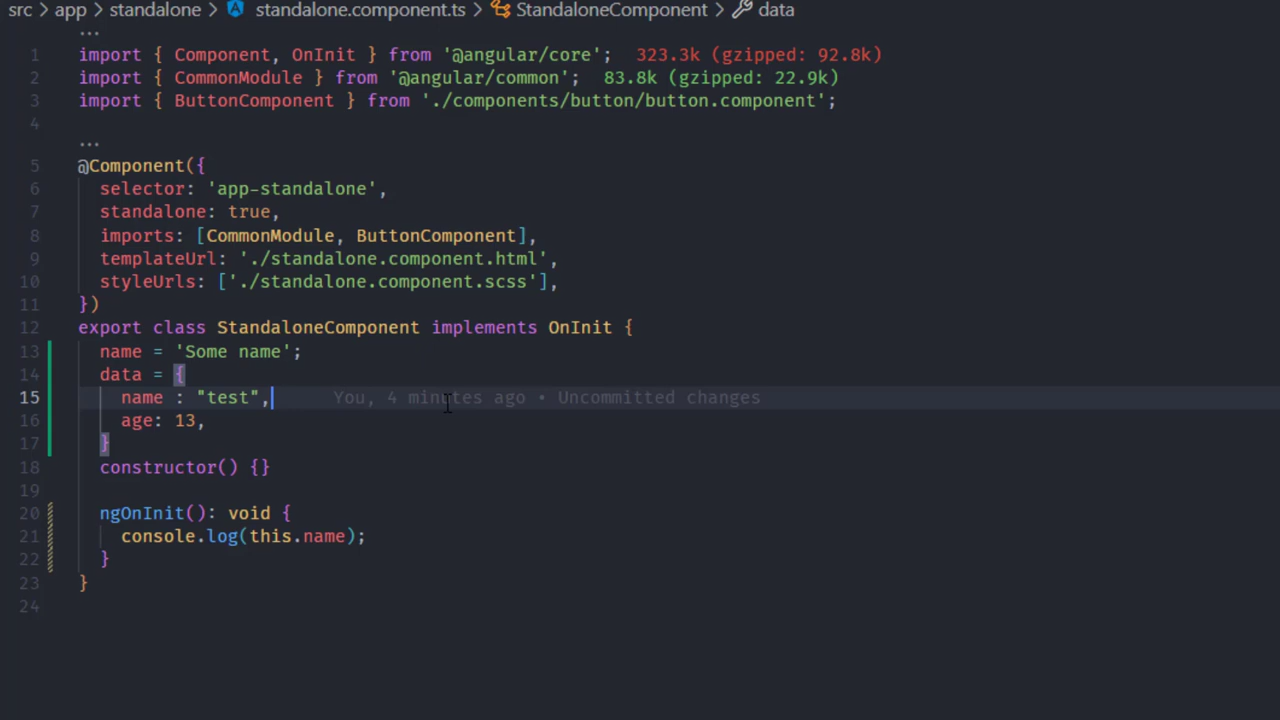 src > app > standalone > standalone.component.ts > StandaloneComponent > data
...
1 import { Component, OnInit } from '@angular/core'; 323.3k (gzipped: 92.8k)
2 import { CommonModule } from '@angular/common'; 83.8k (gzipped: 22.9k)
3 import { ButtonComponent } from './components/button/button.component';
4
...
5 @Component({
6   selector: 'app-standalone',
7   standalone: true,
8   imports: [CommonModule, ButtonComponent],
9   templateUrl: './standalone.component.html',
10   styleUrls: ['./standalone.component.scss'],
11 })
12 export class StandaloneComponent implements OnInit {
13   name = 'Some name';
14   data = {
15     name : "test", You, 4 minutes ago • Uncommitted changes
16     age: 13,
17   }
18   constructor() {}
19
20   ngOnInit(): void {
21     console.log(this.name);
22   }
23 }
24